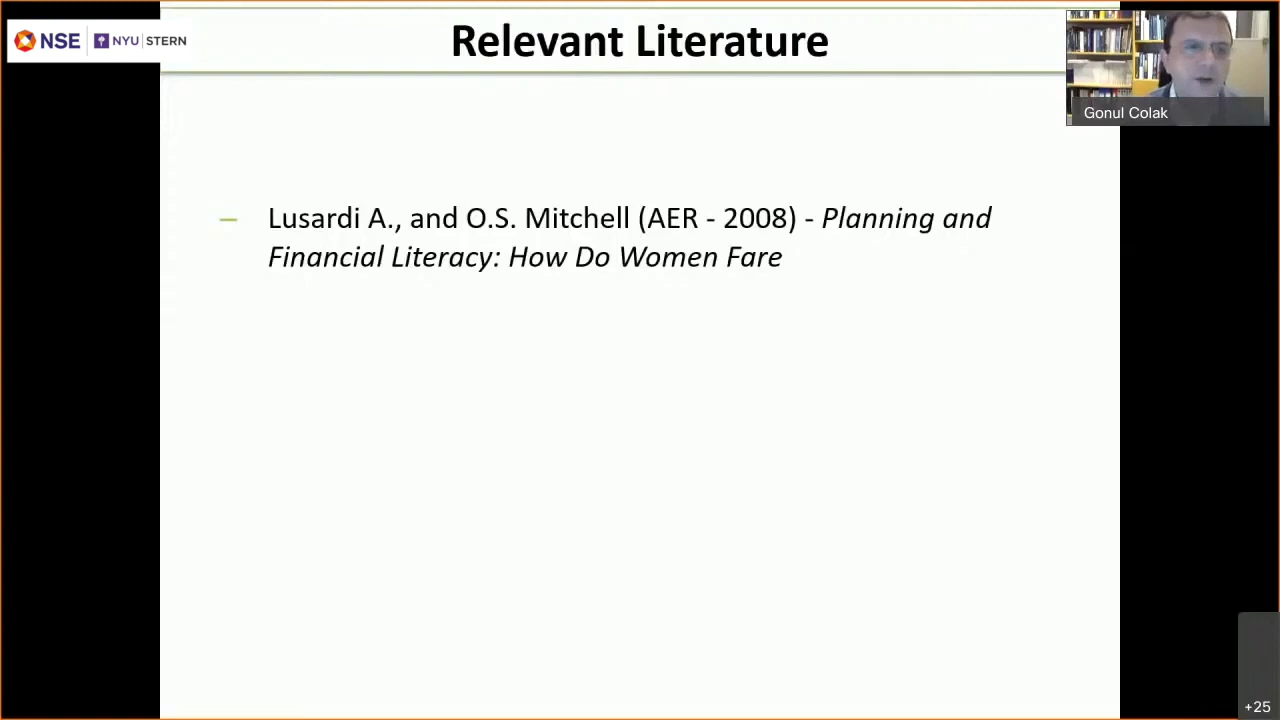 Relevant Literature
NSE NYU STERN
Gonul Colak
– Lusardi A., and O.S. Mitchell (AER - 2008) - Planning and
Financial Literacy: How Do Women Fare
+25